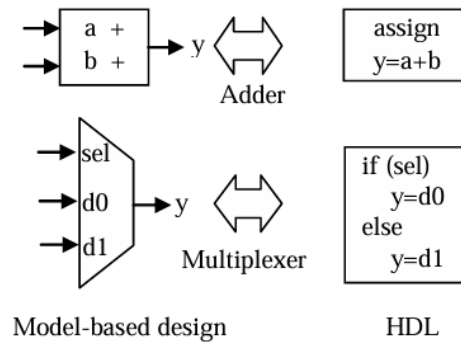 a +
b +
y
Adder
assign
y=a+b
sel
d0
d1
y
Multiplexer
if (sel)
y=d0
else
y=d1
Model-based design
HDL